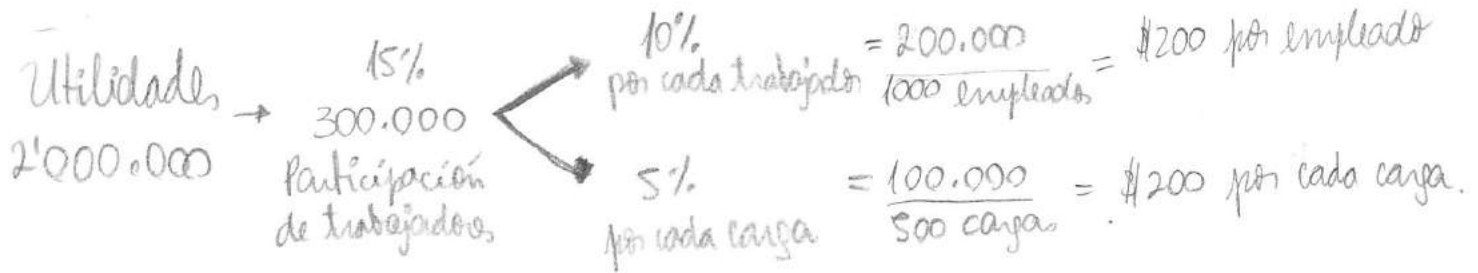 Utilidades
2'000.000
→ 15%
300.000
Participación
de trabajadores
10%
por cada trabajador = 200.000 / 1000 empleados = $200 por empleado
5%
por cada carga = 100.000 / 500 cargas = $200 por cada carga.